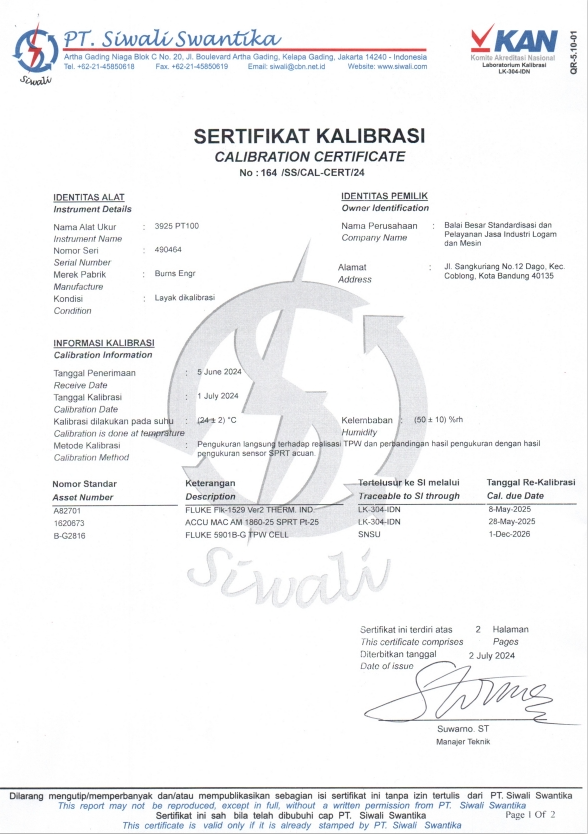 PT. Siwali Swantika
Artha Gading Niaga Blok C No. 20, Jl. Boulevard Artha Gading, Kelapa Gading, Jakarta 14240 - Indonesia
Tel. +62-21-45850618 Fax. +62-21-45850619 Email: siwali@cbn.net.id Website: www.siwali.com
Siwali
KAN
Komite Akreditasi Nasional
Laboratorium Kalibrasi
LK-304-IDN
QR-5.10-01
SERTIFIKAT KALIBRASI
CALIBRATION CERTIFICATE
No : 164 /SS/CAL-CERT/24
IDENTITAS ALAT
Instrument Details
Nama Alat Ukur : 3925 PT100
Instrument Name
Nomor Seri : 490464
Serial Number
Merek Pabrik : Burns Engr
Manufacture
Kondisi : Layak dikalibrasi
Condition
IDENTITAS PEMILIK
Owner Identification
Nama Perusahaan : Balai Besar Standardisasi dan
Company Name Pelayanan Jasa Industri Logam
dan Mesin
Alamat : Jl. Sangkuriang No.12 Dago, Kec.
Address Coblong, Kota Bandung 40135
INFORMASI KALIBRASI
Calibration Information
Tanggal Penerimaan : 5 June 2024
Receive Date
Tanggal Kalibrasi : 1 July 2024
Calibration Date
Kalibrasi dilakukan pada suhu : (24 ± 2) °C Kelembaban : (50 ± 10) %rh
Calibration is done at temprature Humidity
Metode Kalibrasi : Pengukuran langsung terhadap realisasi TPW dan perbandingan hasil pengukuran dengan hasil
Calibration Method pengukuran sensor SPRT acuan.
Nomor Standar Keterangan Tertelusur ke SI melalui Tanggal Re-Kalibrasi
Asset Number Description Traceable to SI through Cal. due Date
A82701 FLUKE Flk-1529 Ver2 THERM. IND. LK-304-IDN 8-May-2025
1620673 ACCU MAC AM 1860-25 SPRT Pt-25 LK-304-IDN 28-May-2025
B-G2816 FLUKE 5901B-G TPW CELL SNSU 1-Dec-2026
Siwali
Sertifikat ini terdiri atas 2 Halaman
This certificate comprises Pages
Diterbitkan tanggal 2 July 2024
Date of issue
Suwarno. ST
Manajer Teknik
Dilarang mengutip/memperbanyak dan/atau mempublikasikan sebagian isi sertifikat ini tanpa izin tertulis dari PT. Siwali Swantika
This report may not be reproduced, except in full, without a written permission from PT. Siwali Swantika
Sertifikat ini sah bila telah dibubuhi cap PT. Siwali Swantika Page 1 Of 2
This certificate is valid only if it is already stamped by PT. Siwali Swantika